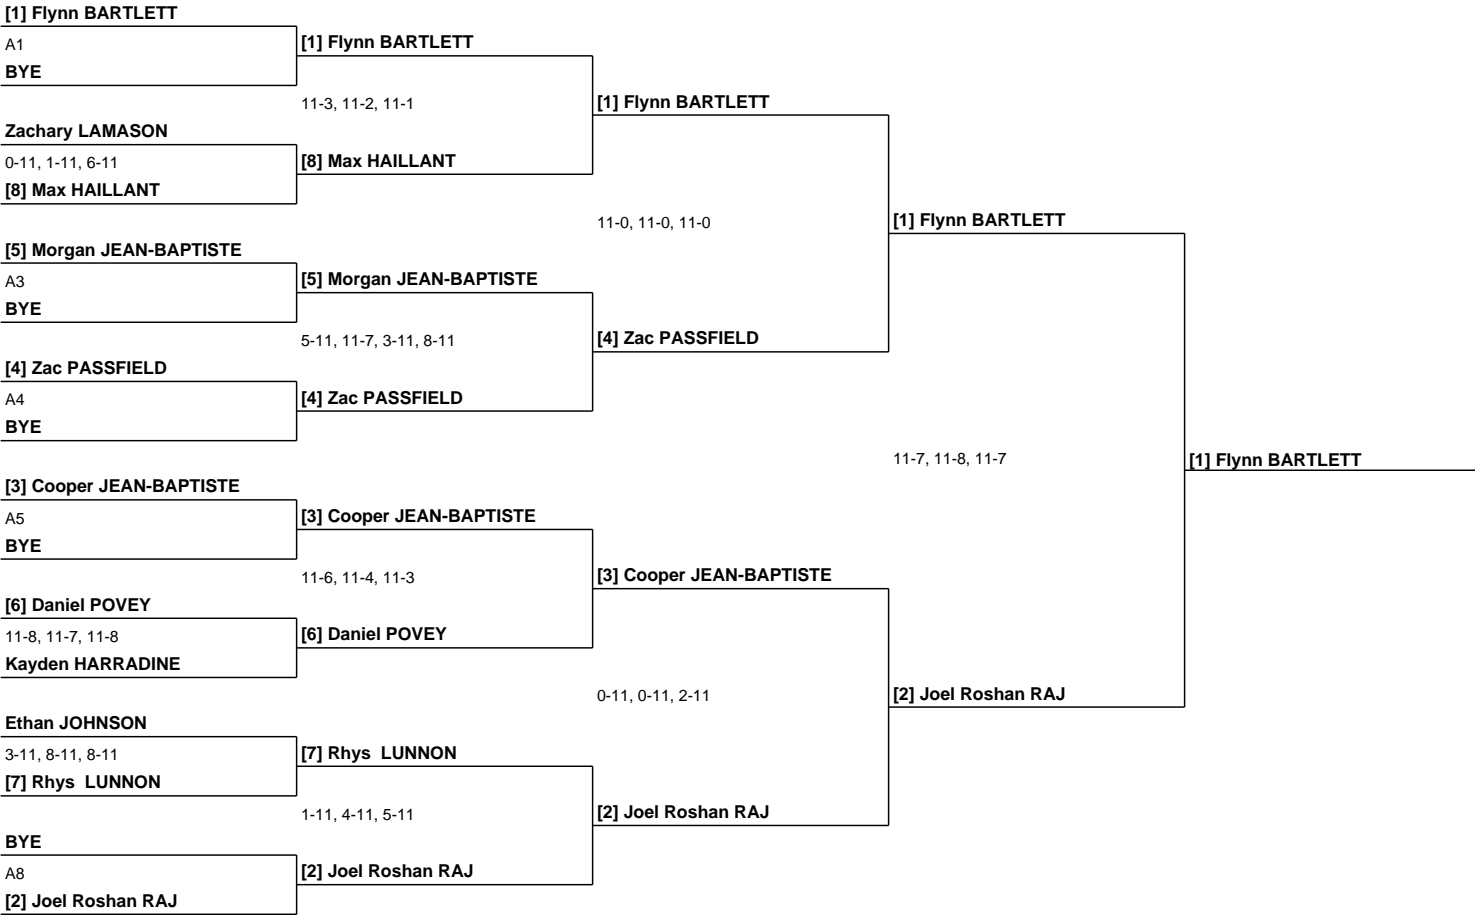 [1] Flynn BARTLETT
A1
BYE
Zachary LAMASON
0-11, 1-11, 6-11
[8] Max HAILLANT
[5] Morgan JEAN-BAPTISTE
A3
BYE
[4] Zac PASSFIELD
A4
BYE
[3] Cooper JEAN-BAPTISTE
A5
BYE
[6] Daniel POVEY
11-8, 11-7, 11-8
Kayden HARRADINE
Ethan JOHNSON
3-11, 8-11, 8-11
[7] Rhys  LUNNON
BYE
A8
[2] Joel Roshan RAJ
[1] Flynn BARTLETT
11-3, 11-2, 11-1
[8] Max HAILLANT
[5] Morgan JEAN-BAPTISTE
5-11, 11-7, 3-11, 8-11
[4] Zac PASSFIELD
[3] Cooper JEAN-BAPTISTE
11-6, 11-4, 11-3
[6] Daniel POVEY
[7] Rhys  LUNNON
1-11, 4-11, 5-11
[2] Joel Roshan RAJ
[1] Flynn BARTLETT
11-0, 11-0, 11-0
[4] Zac PASSFIELD
[3] Cooper JEAN-BAPTISTE
0-11, 0-11, 2-11
[2] Joel Roshan RAJ
[1] Flynn BARTLETT
11-7, 11-8, 11-7
[2] Joel Roshan RAJ
[1] Flynn BARTLETT